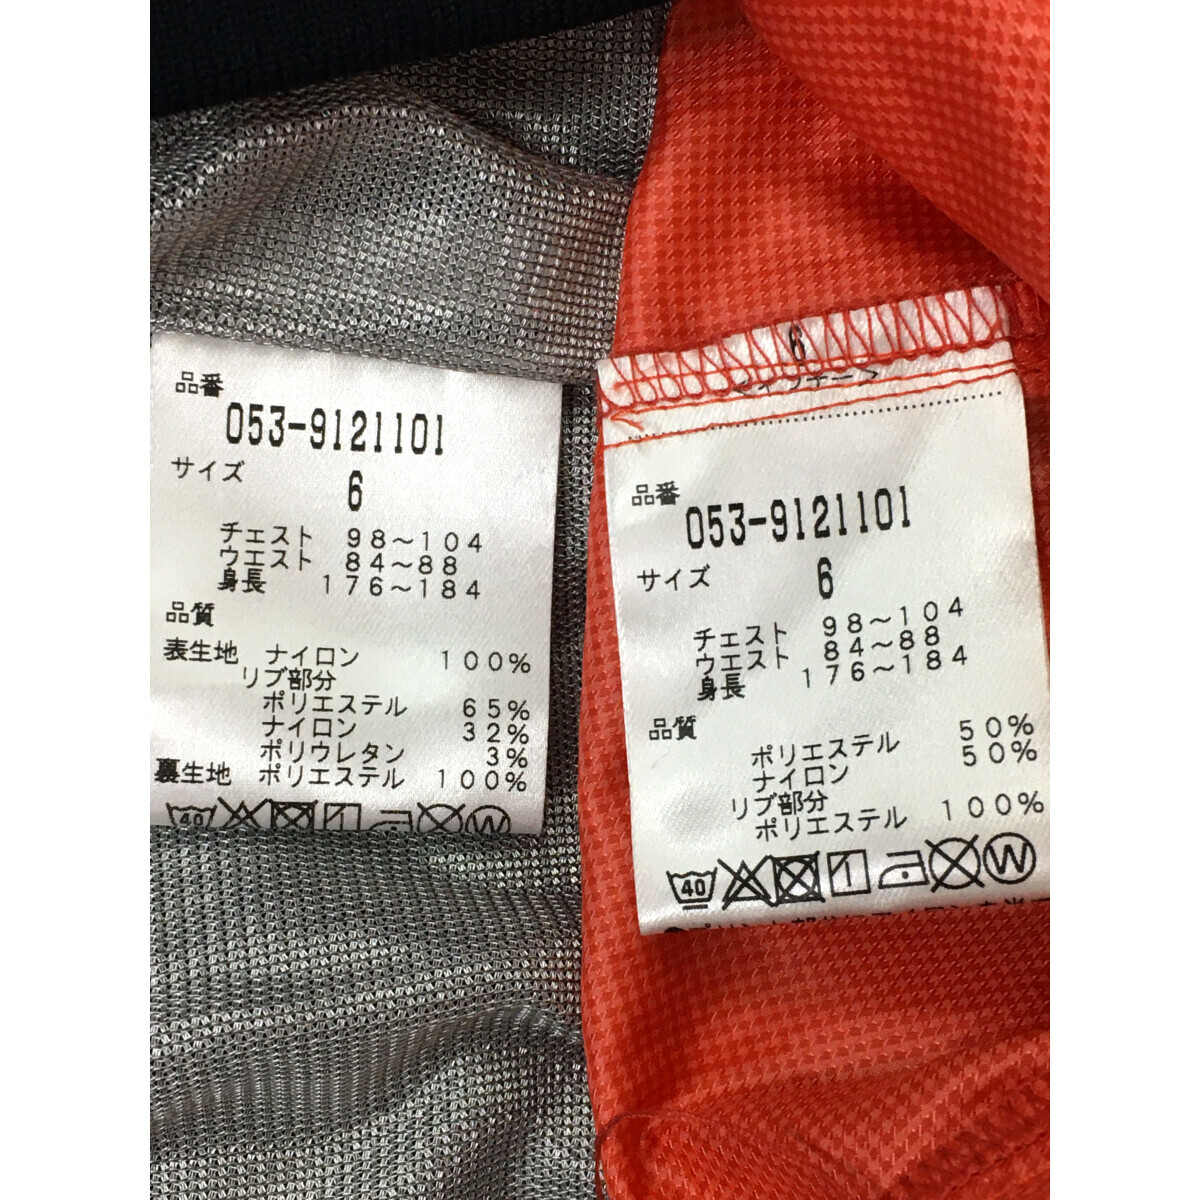 品番
053-9121101
サイズ
6
チェスト 98～104
ウエスト 84～88
身長 176～184
品質
表生地 ナイロン 100%
リブ部分
ポリエステル 65%
ナイロン 32%
ポリウレタン 3%
裏生地 ポリエステル 100%
40
6
<インナー>
品番
053-9121101
サイズ
6
チェスト 98～104
ウエスト 84～88
身長 176～184
品質
ポリエステル 50%
ナイロン 50%
リブ部分
ポリエステル 100%
40 W